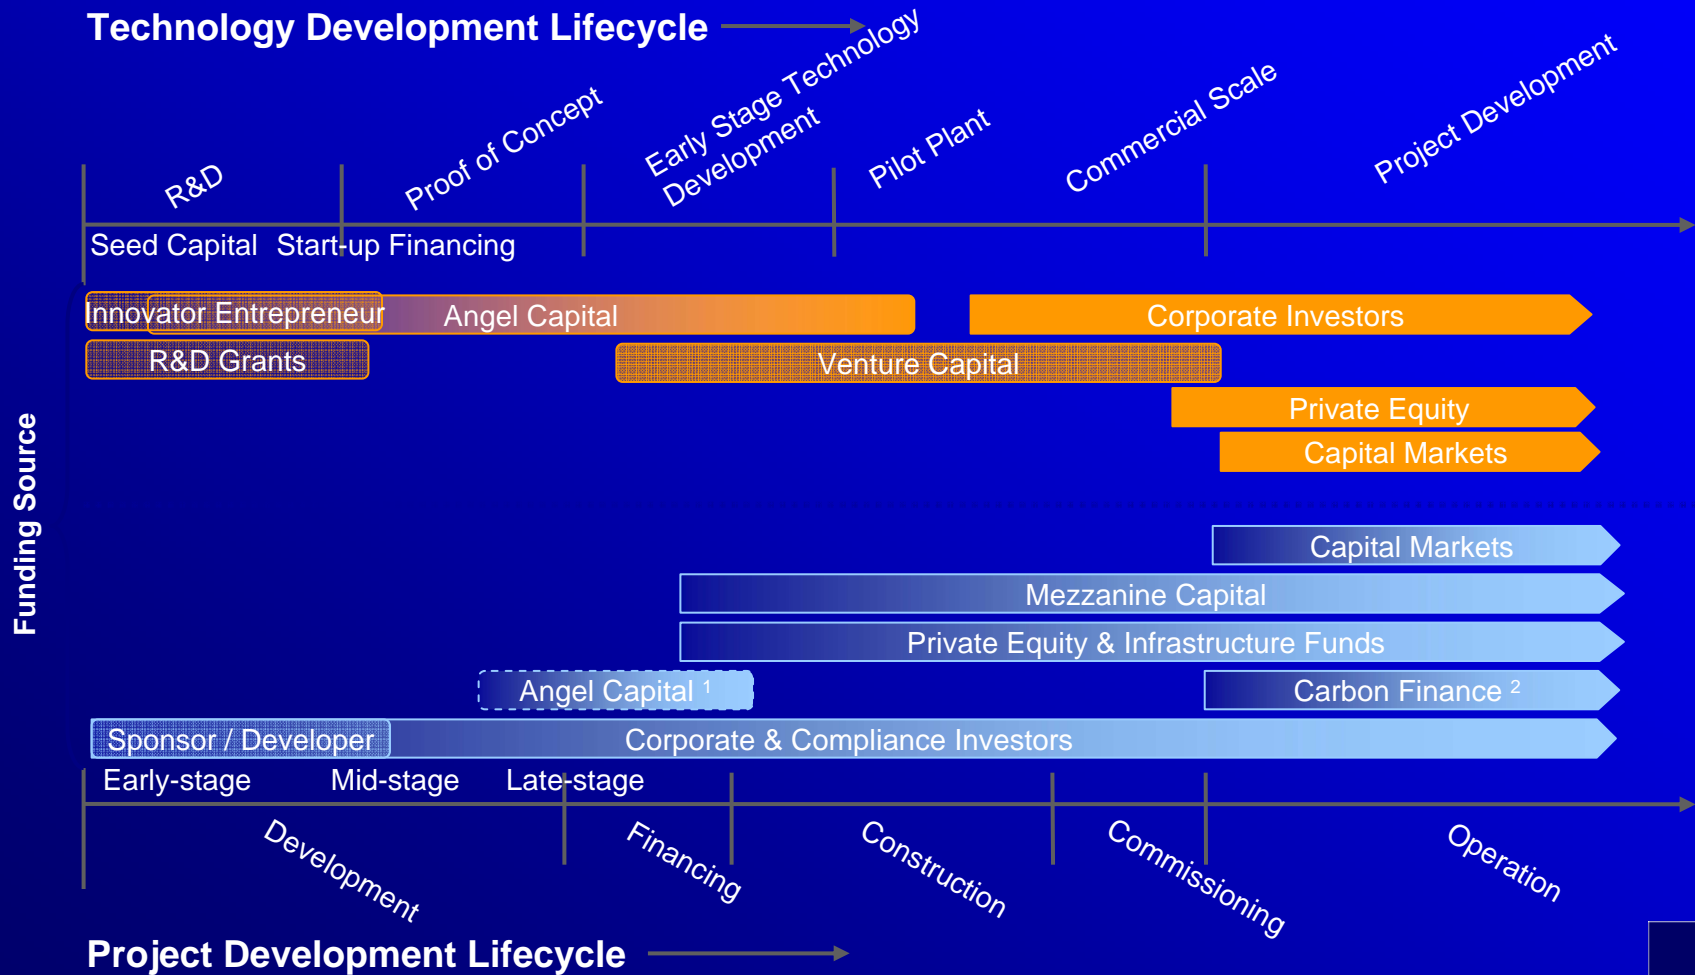 Technology Development Lifecycle
R&D
Proof of Concept
Early Stage Technology
Development
Pilot Plant
Commercial Scale
Project Development
Seed Capital
Start-up Financing
Innovator Entrepreneur
Angel Capital
Corporate Investors
R&D Grants
Venture Capital
Private Equity
Capital Markets
Funding Source
Capital Markets
Mezzanine Capital
Private Equity & Infrastructure Funds
Angel Capital ¹
Carbon Finance ²
Sponsor / Developer
Corporate & Compliance Investors
Early-stage
Mid-stage
Late-stage
Development
Financing
Construction
Commissioning
Operation
Project Development Lifecycle